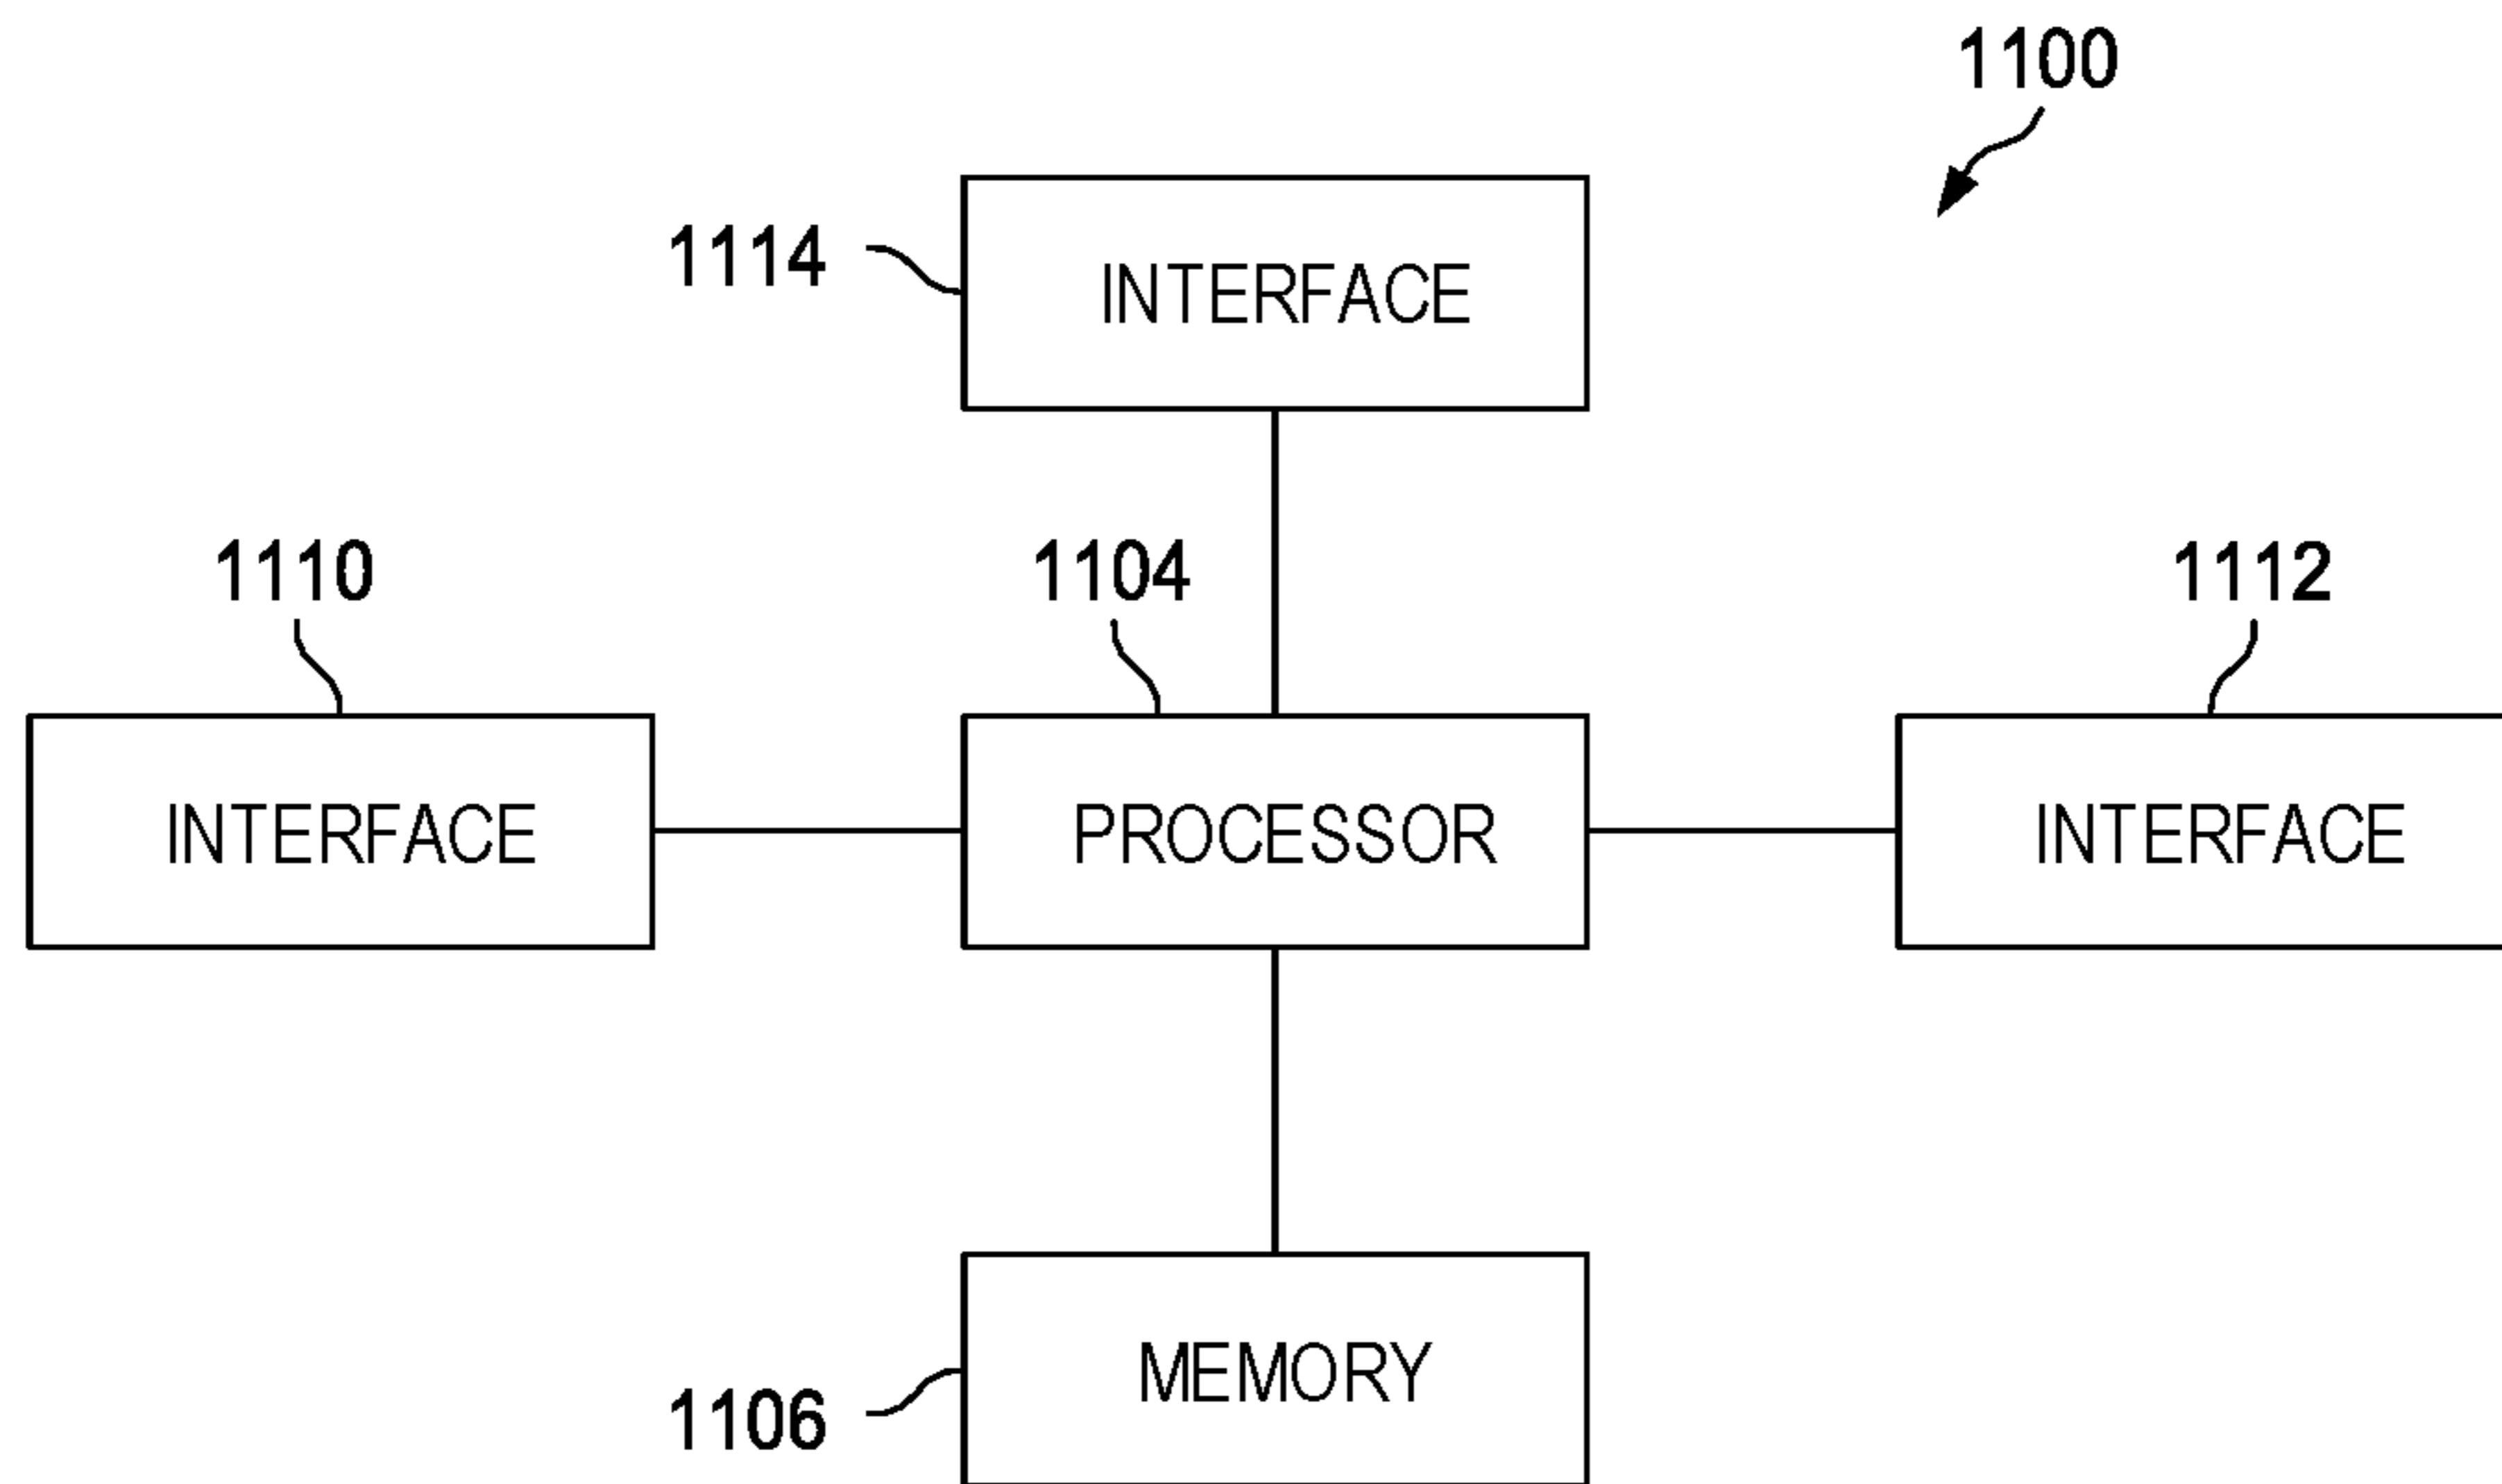 1100
1114
INTERFACE
1110
1104
1112
INTERFACE
PROCESSOR
INTERFACE
MEMORY
1106